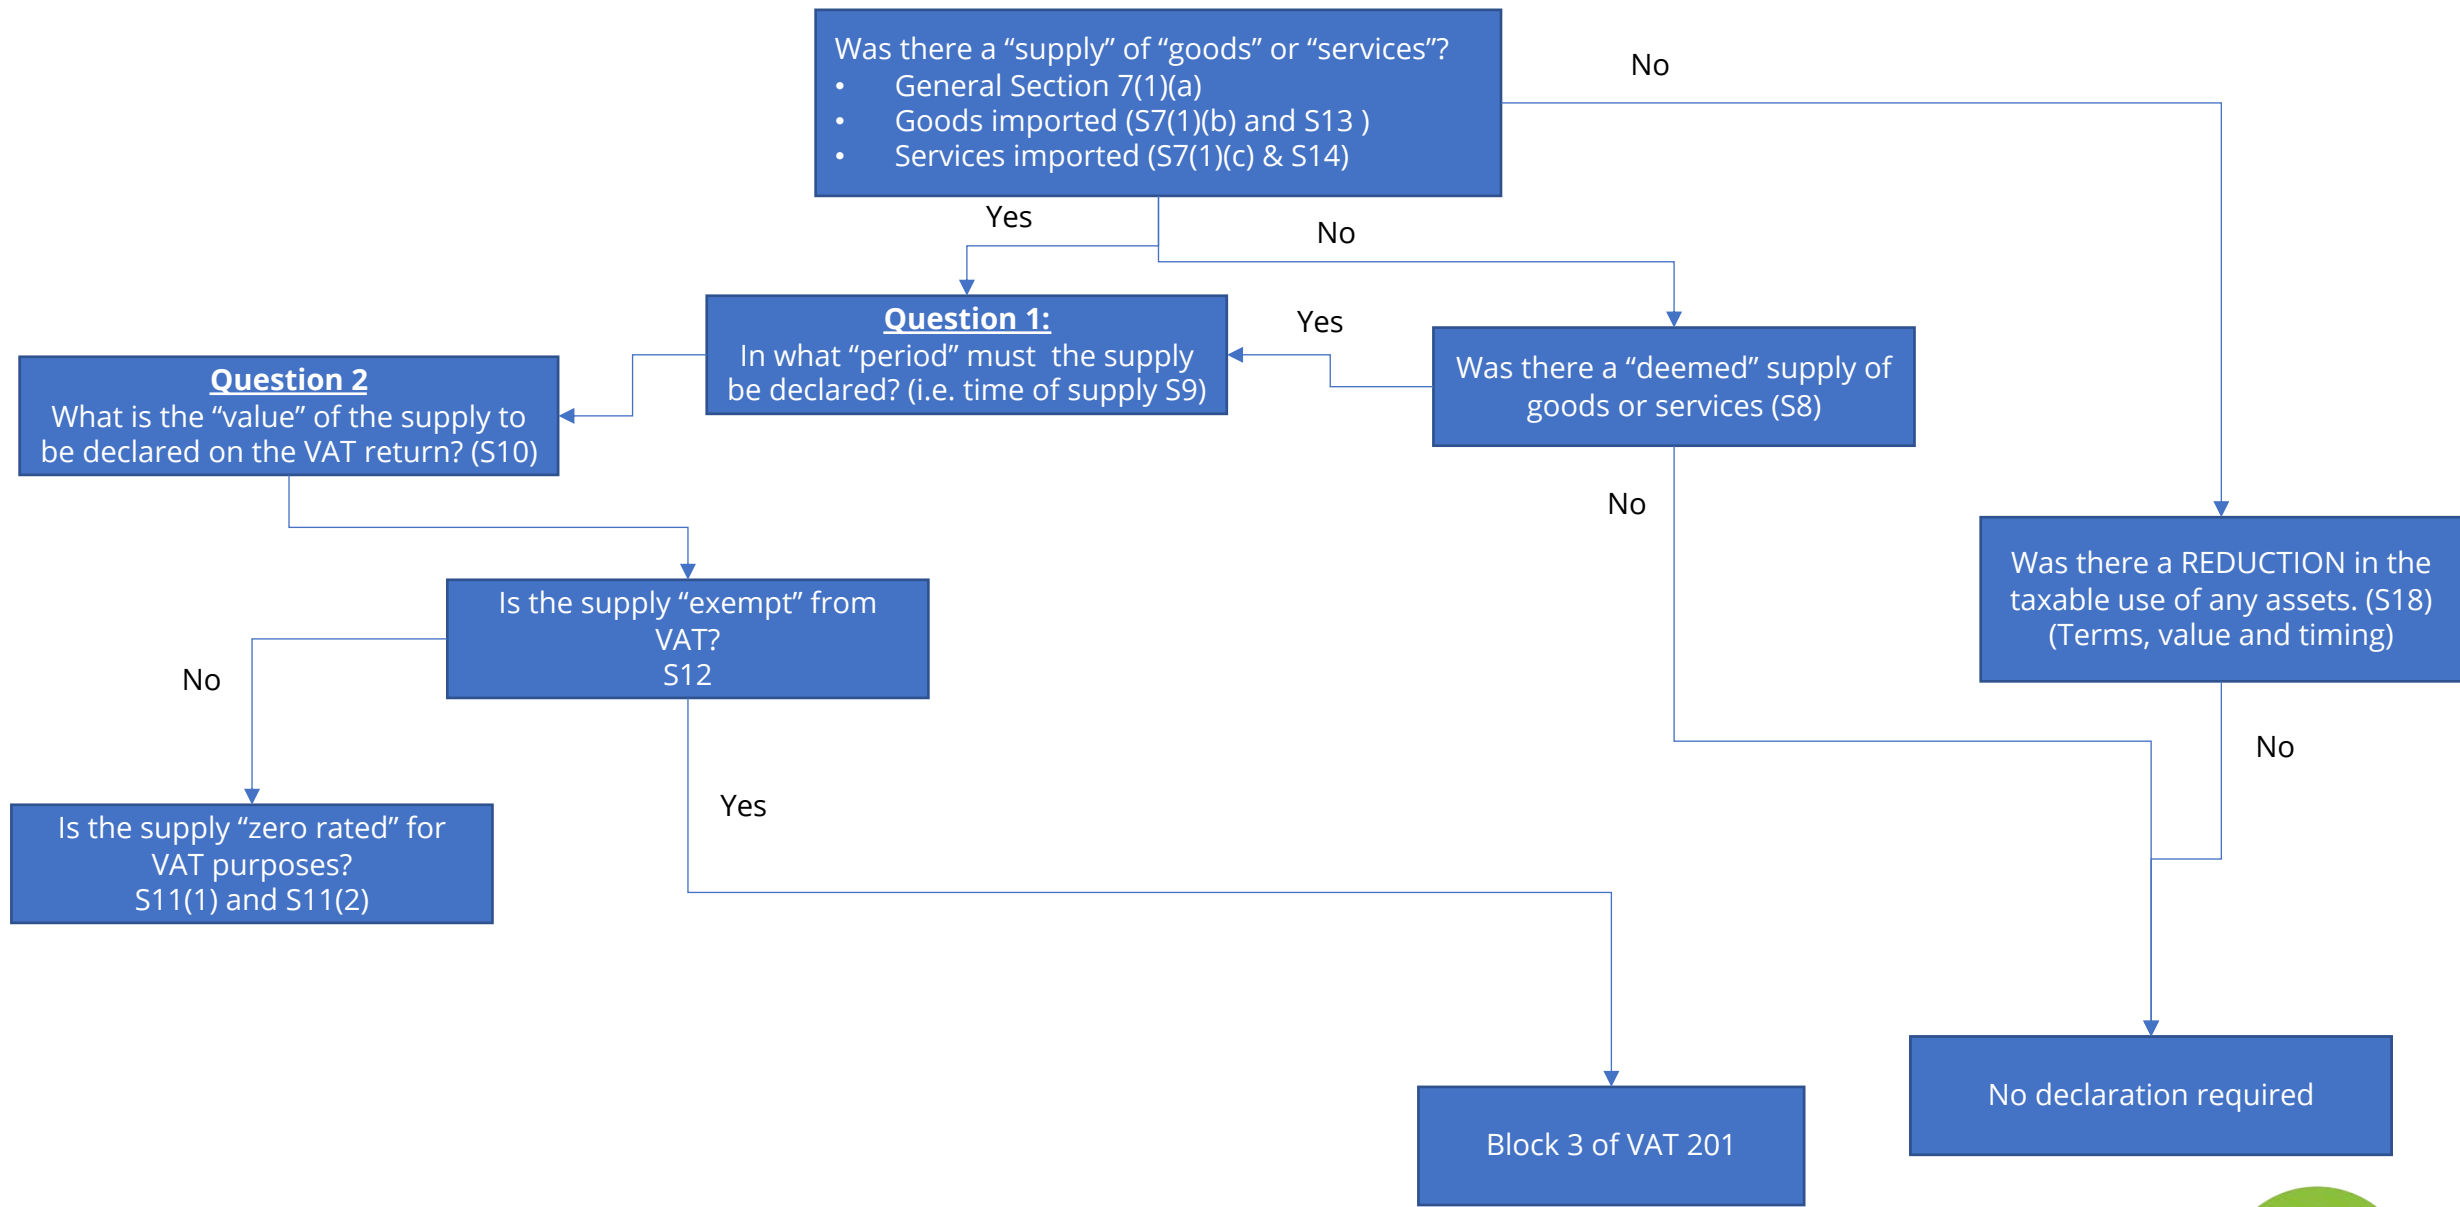 Was there a “supply” of “goods” or “services”?
• General Section 7(1)(a)
• Goods imported (S7(1)(b) and S13 )
• Services imported (S7(1)(c) & S14)
No
Yes
No
Question 1:
In what “period” must  the supply
be declared? (i.e. time of supply S9)
Yes
Was there a “deemed” supply of
goods or services (S8)
Question 2
What is the “value” of the supply to
be declared on the VAT return? (S10)
No
Was there a REDUCTION in the
taxable use of any assets. (S18)
(Terms, value and timing)
Is the supply “exempt” from
VAT?
S12
No
No
Yes
Is the supply “zero rated” for
VAT purposes?
S11(1) and S11(2)
No declaration required
Block 3 of VAT 201